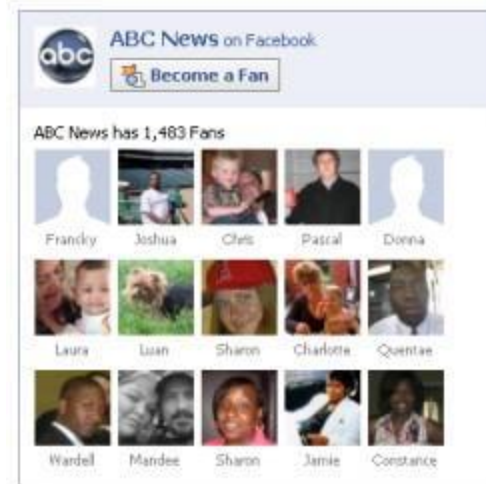 abc
ABC News on Facebook
Become a Fan
ABC News has 1,483 Fans
Francky Joshua Chris Pascal Donna
Laura Luan Sharon Charlotte Quentae
Wardell Mandee Sharon Jamie Constance